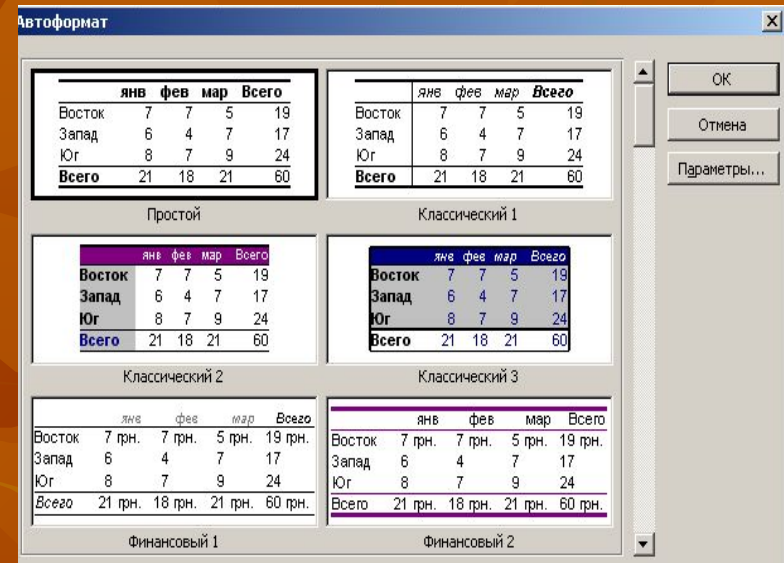 Автоформат
янв фев мар Всего
Восток 7 7 5 19
Запад 6 4 7 17
Юг 8 7 9 24
Всего 21 18 21 60
Простой
янв фев мар Всего
Восток 7 7 5 19
Запад 6 4 7 17
Юг 8 7 9 24
Всего 21 18 21 60
Классический 1
янв фев мар Всего
Восток 7 7 5 19
Запад 6 4 7 17
Юг 8 7 9 24
Всего 21 18 21 60
Классический 2
янв фев мар Всего
Восток 7 7 5 19
Запад 6 4 7 17
Юг 8 7 9 24
Всего 21 18 21 60
Классический 3
янв фев мар Всего
Восток 7 грн. 7 грн. 5 грн. 19 грн.
Запад 6 4 7 17
Юг 8 7 9 24
Всего 21 грн. 18 грн. 21 грн. 60 грн.
Финансовый 1
янв фев мар Всего
Восток 7 грн. 7 грн. 5 грн. 19 грн.
Запад 6 4 7 17
Юг 8 7 9 24
Всего 21 грн. 18 грн. 21 грн. 60 грн.
Финансовый 2
ОК
Отмена
Параметры...